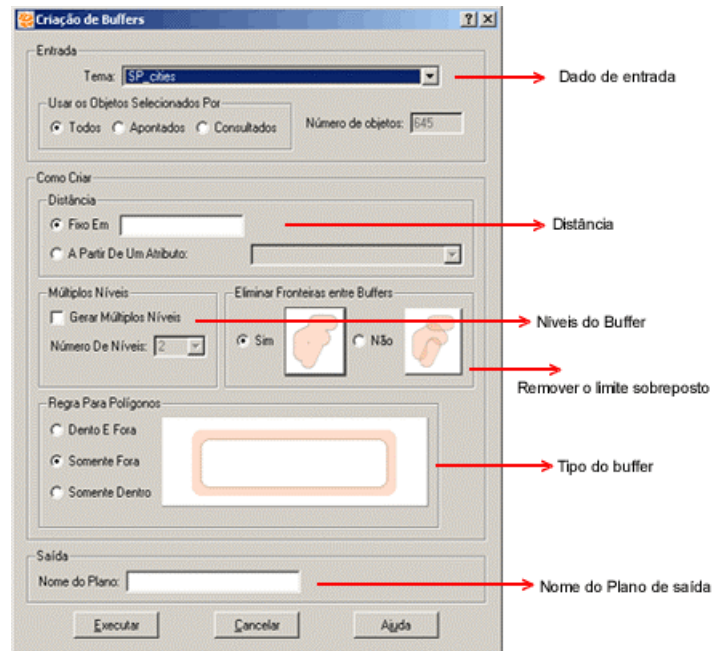 Criação de Buffers
Entrada
Tema: SP_cities
Dado de entrada
Usar os Objetos Selecionados Por
Todos Apontados Consultados
Número de objetos: 645
Como Criar
Distância
Fixo Em
Distância
A Partir De Um Atributo:
Múltiplos Níveis
Eliminar Fronteiras entre Buffers
Gerar Múltiplos Níveis
Níveis do Buffer
Sim Não
Número De Níveis: 2
Remover o limite sobreposto
Regra Para Polígonos
Dento E Fora
Somente Fora
Tipo do buffer
Somente Dentro
Saída
Nome do Plano:
Nome do Plano de saída
Executar Cancelar Ajuda